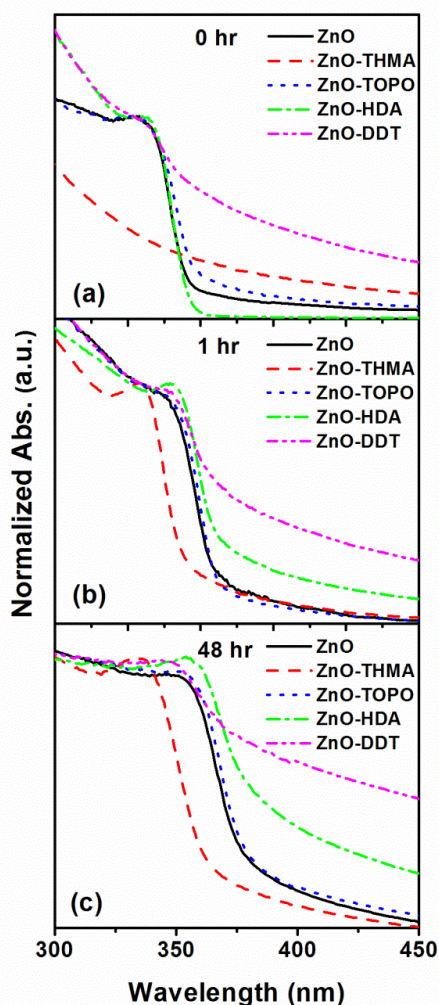 0 hr
ZnO
ZnO-THMA
ZnO-TOPO
ZnO-HDA
ZnO-DDT
(a)
1 hr
ZnO
ZnO-THMA
ZnO-TOPO
ZnO-HDA
ZnO-DDT
(b)
48 hr
ZnO
ZnO-THMA
ZnO-TOPO
ZnO-HDA
ZnO-DDT
(c)
Normalized Abs. (a.u.)
300 350 400 450
Wavelength (nm)